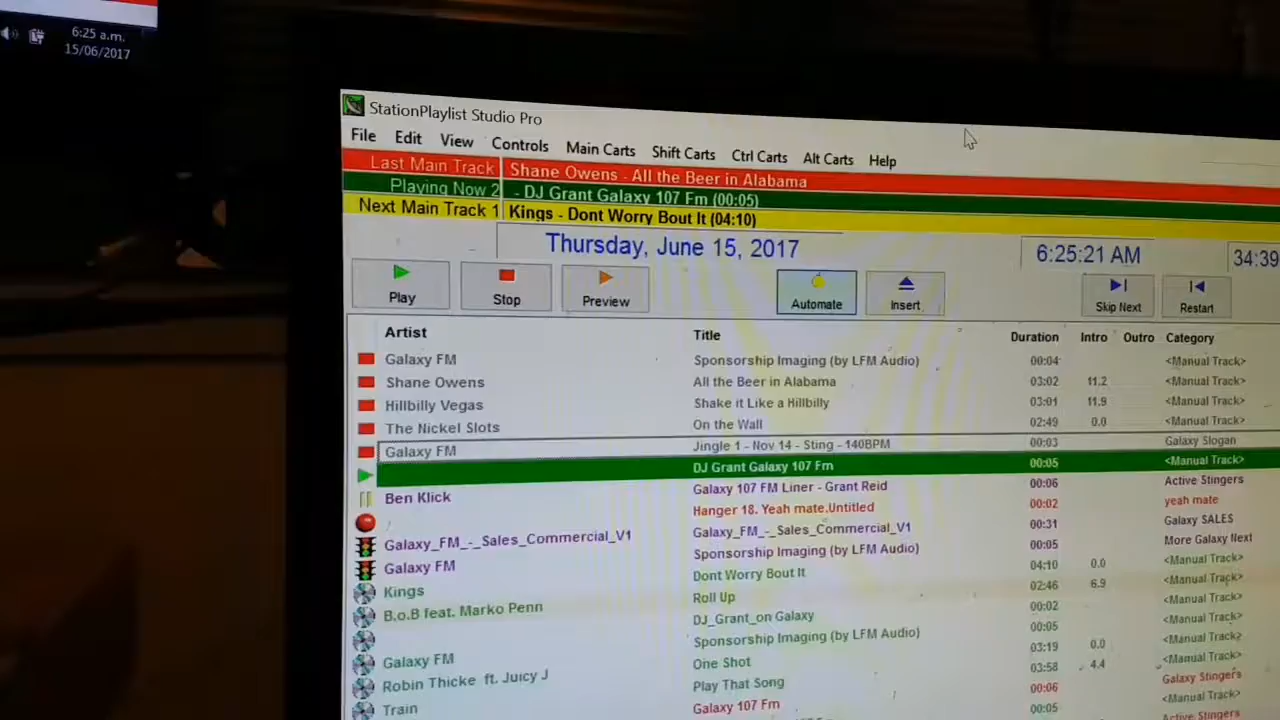 6:25 a.m.
15/06/2017
StationPlaylist Studio Pro
File Edit View Controls Main Carts Shift Carts Ctrl Carts Alt Carts Help
Last Main Track Shane Owens - All the Beer in Alabama
Playing Now 2 - DJ Grant Galaxy 107 Fm (00:05)
Next Main Track 1 Kings - Dont Worry Bout It (04:10)
Thursday, June 15, 2017 6:25:21 AM 34:39
Play Stop Preview Automate Insert Skip Next Restart
Artist Title Duration Intro Outro Category
Galaxy FM Sponsorship Imaging (by LFM Audio) 00:04 <Manual Track>
Shane Owens All the Beer in Alabama 03:02 11.2 <Manual Track>
Hillbilly Vegas Shake it Like a Hillbilly 03:01 11.9 <Manual Track>
The Nickel Slots On the Wall 02:49 0.0 <Manual Track>
Galaxy FM Jingle 1 - Nov 14 - Sting - 140BPM 00:03 Galaxy Slogan
DJ Grant Galaxy 107 Fm 00:05 <Manual Track>
Ben Klick Galaxy 107 FM Liner - Grant Reid 00:06 Active Stingers
Hanger 18. Yeah mate.Untitled 00:02 yeah mate
Galaxy_FM_-_Sales_Commercial_V1 Galaxy_FM_-_Sales_Commercial_V1 00:31 Galaxy SALES
Galaxy FM Sponsorship Imaging (by LFM Audio) 00:05 More Galaxy Next
Kings Dont Worry Bout It 04:10 0.0 <Manual Track>
B.o.B feat. Marko Penn Roll Up 02:46 6.9 <Manual Track>
DJ_Grant_on Galaxy 00:02 <Manual Track>
Galaxy FM Sponsorship Imaging (by LFM Audio) 00:05 <Manual Track>
Robin Thicke ft. Juicy J One Shot 03:19 0.0 <Manual Track>
Train Play That Song 03:58 4.4 <Manual Track>
Galaxy 107 Fm 00:06 Galaxy Stingers
00:05 <Manual Track>
Active Stingers